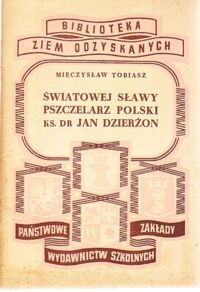 BIBLIOTEKA
ZIEM ODZYSKANYCH
MIECZYSŁAW TOBIASZ
ŚWIATOWEJ SŁAWY
PSZCZELARZ POLSKI
KS. DR JAN DZIERŻON
PAŃSTWOWE ZAKŁADY
WYDAWNICTW SZKOLNYCH